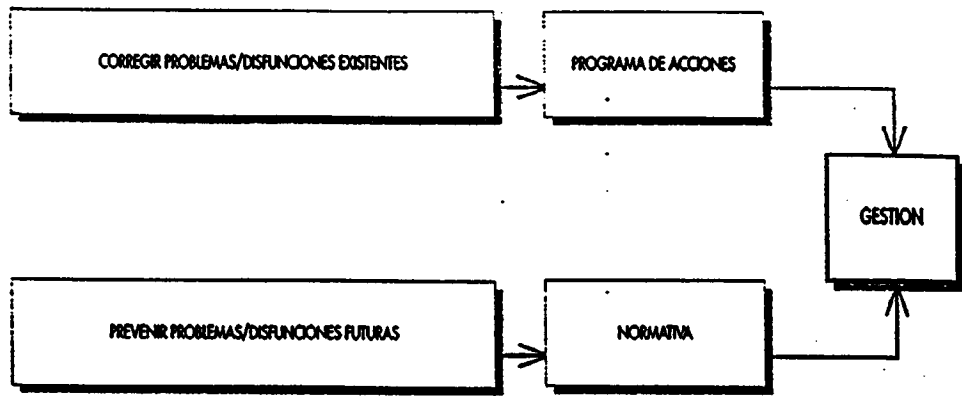 CORREGIR PROBLEMAS/DISFUNCIONES EXISTENTES
PROGRAMA DE ACCIONES
GESTION
PREVENIR PROBLEMAS/DISFUNCIONES FUTURAS
NORMATIVA